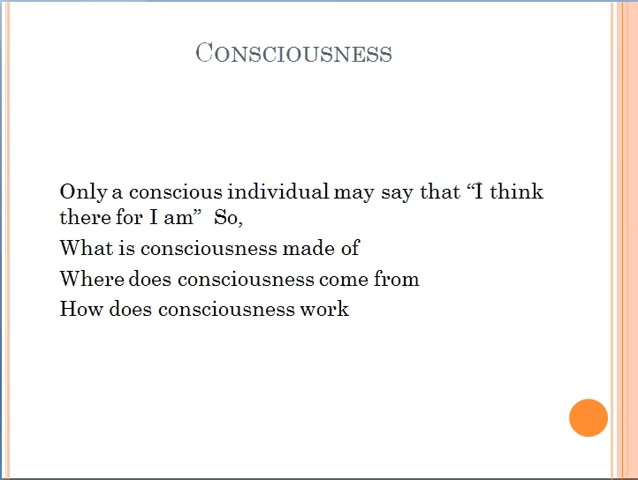 CONSCIOUSNESS
Only a conscious individual may say that “I think
there for I am”  So,
What is consciousness made of
Where does consciousness come from
How does consciousness work